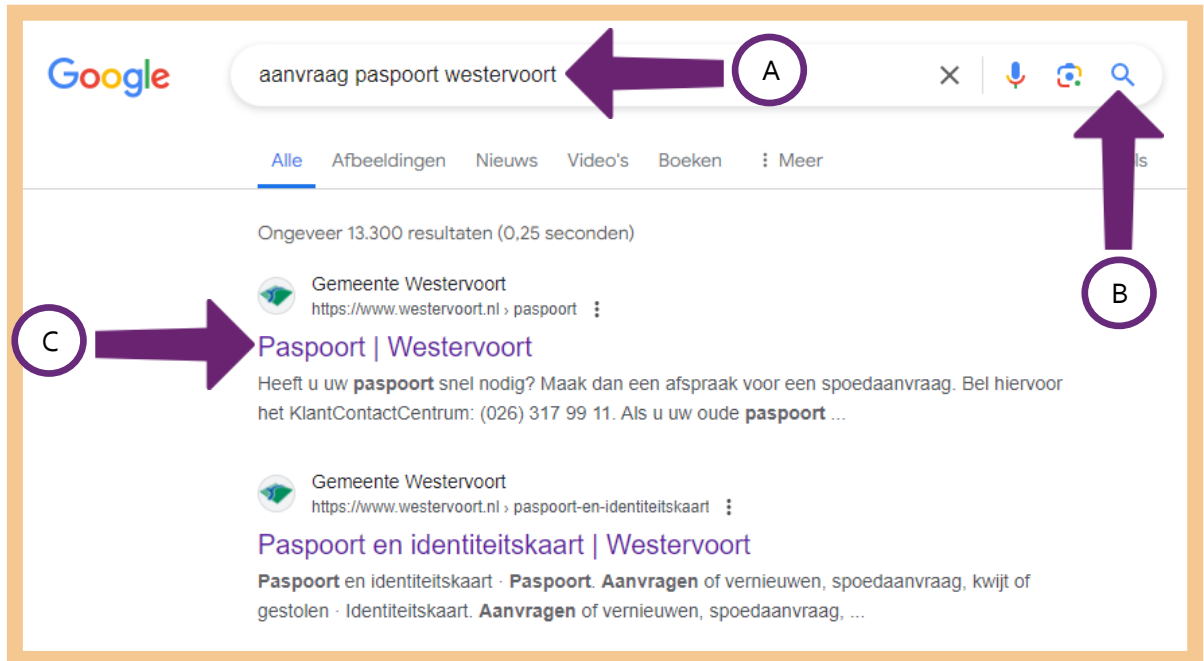 Google
aanvraag paspoort westervoort
A
Alle Afbeeldingen Nieuws Video's Boeken Meer
B
Ongeveer 13.300 resultaten (0,25 seconden)
Gemeente Westervoort
https://www.westervoort.nl › paspoort
C
Paspoort | Westervoort
Heeft u uw paspoort snel nodig? Maak dan een afspraak voor een spoedaanvraag. Bel hiervoor
het KlantContactCentrum: (026) 317 99 11. Als u uw oude paspoort ...
Gemeente Westervoort
https://www.westervoort.nl › paspoort-en-identiteitskaart
Paspoort en identiteitskaart | Westervoort
Paspoort en identiteitskaart · Paspoort. Aanvragen of vernieuwen, spoedaanvraag, kwijt of
gestolen · Identiteitskaart. Aanvragen of vernieuwen, spoedaanvraag, ...